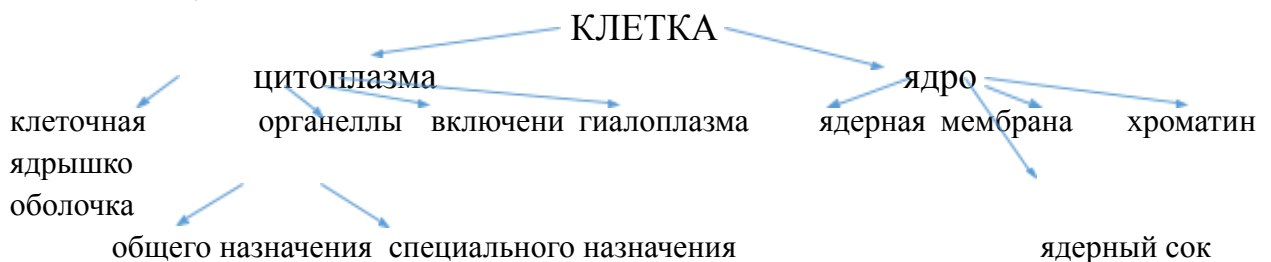 КЛЕТКА
цитоплазма ядро
клеточная органеллы включени гиалоплазма ядерная мембрана хроматин
ядрышко
оболочка
общего назначения специального назначения ядерный сок